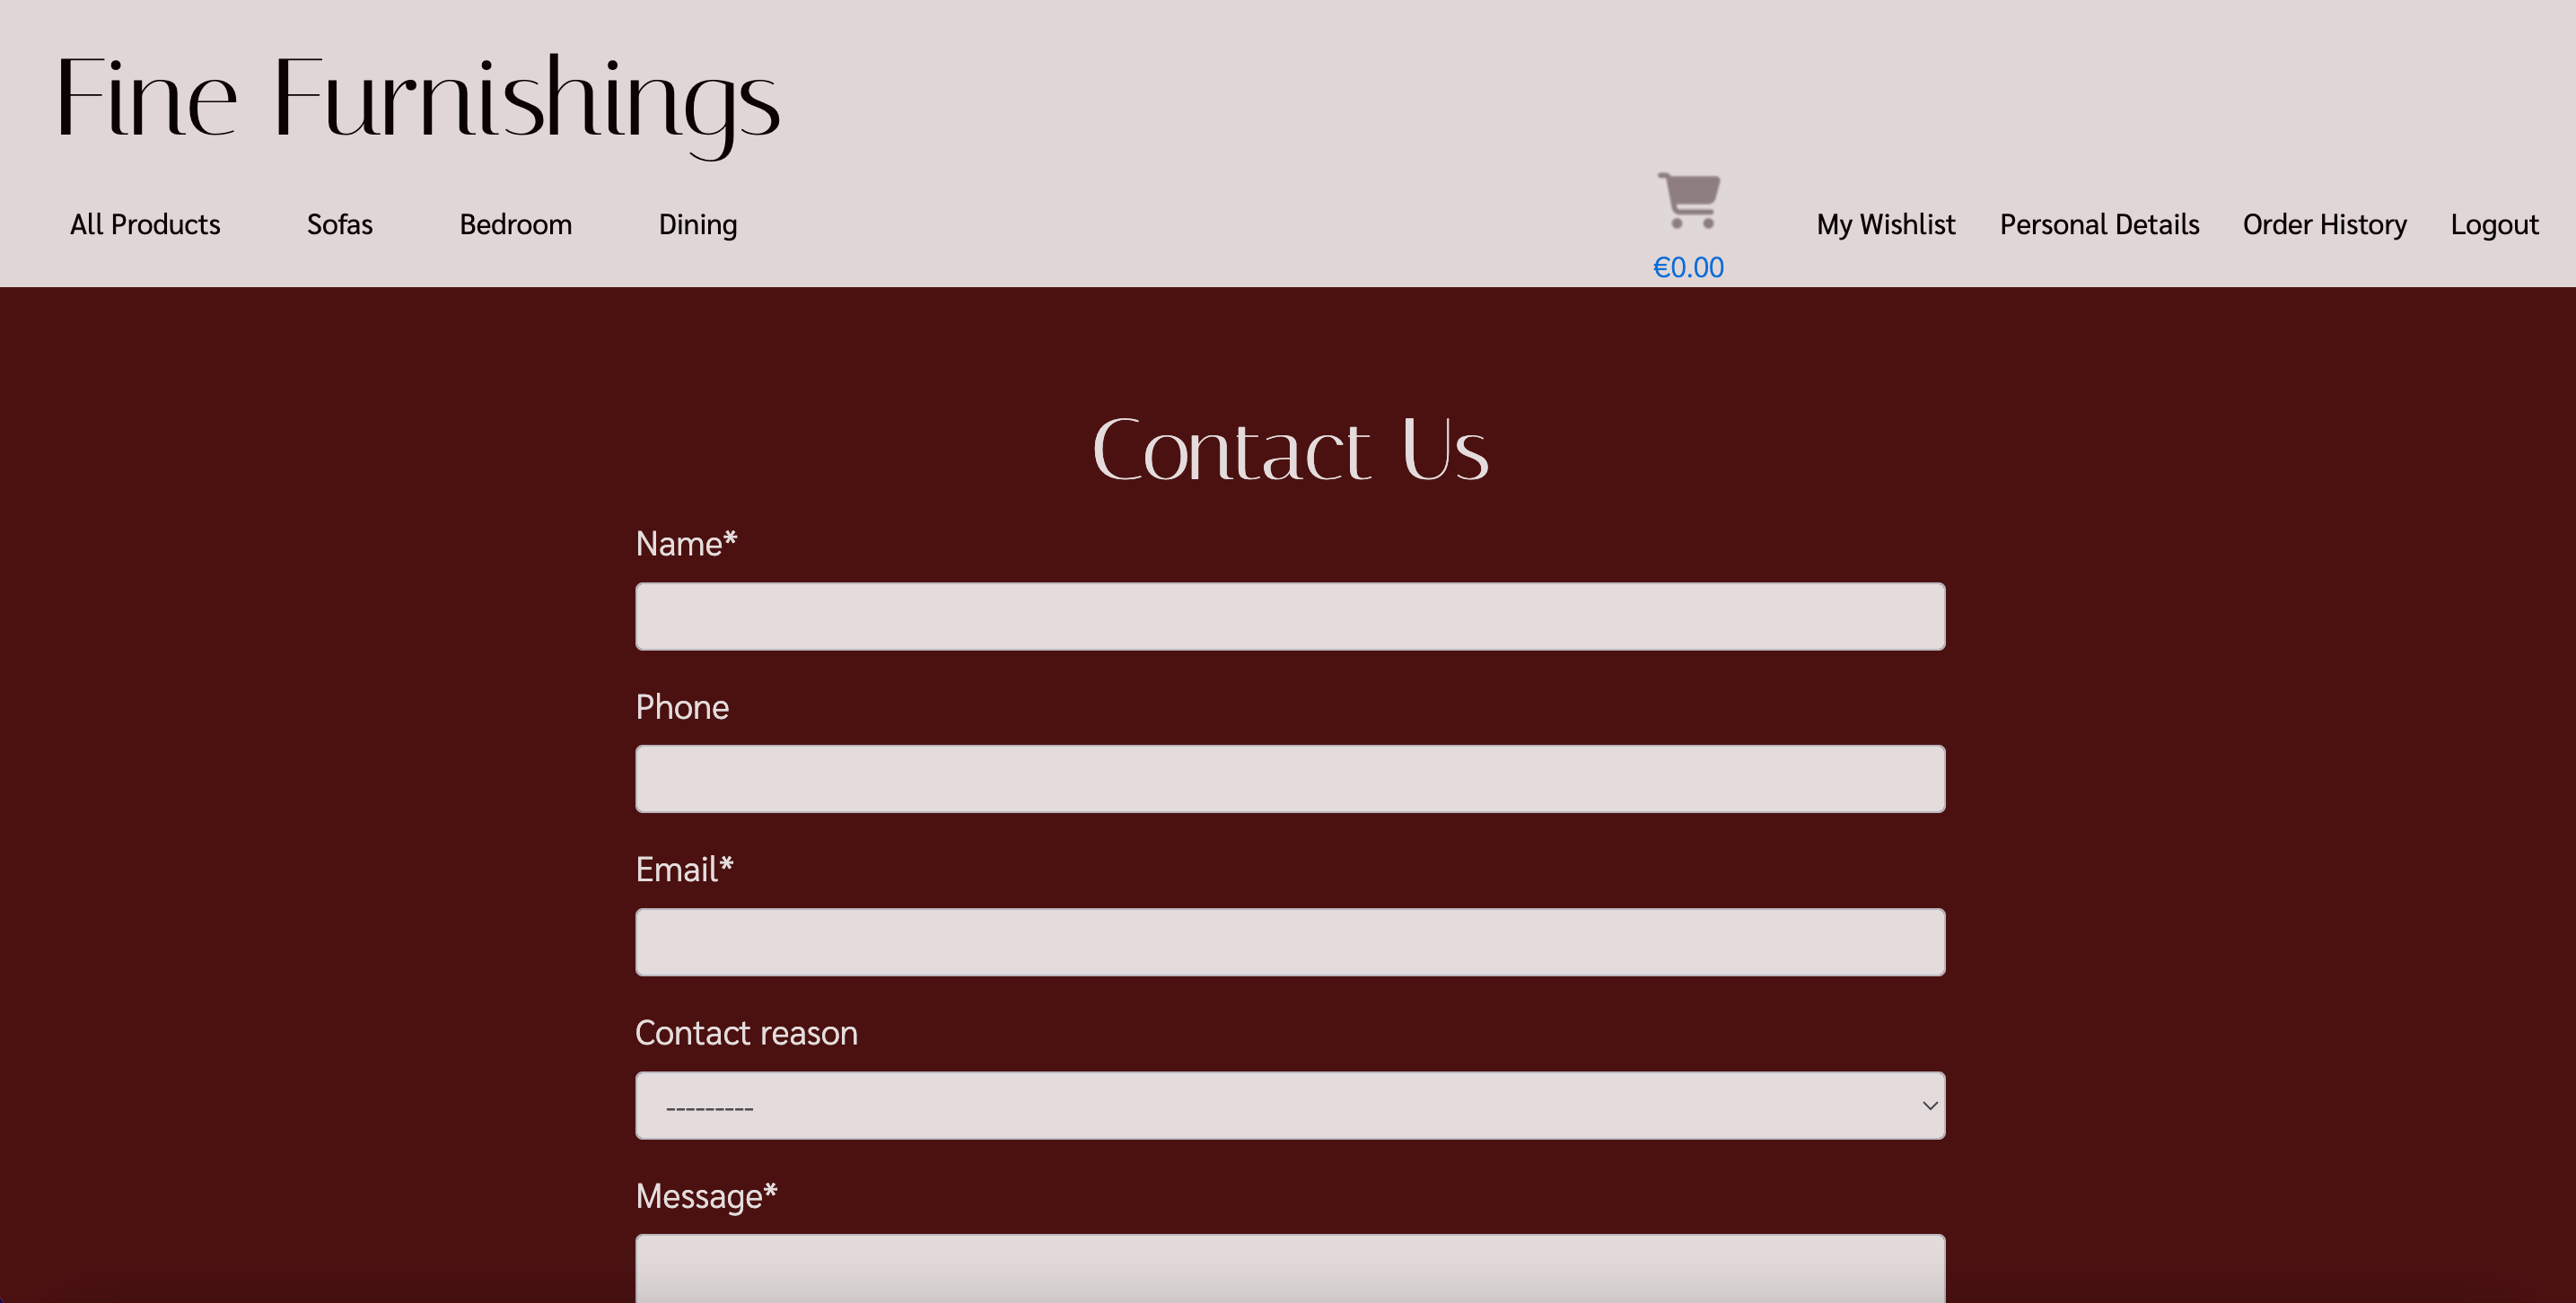 Fine Furnishings
All Products Sofas Bedroom Dining My Wishlist Personal Details Order History Logout
€0.00
Contact Us
Name*
Phone
Email*
Contact reason
---------
Message*